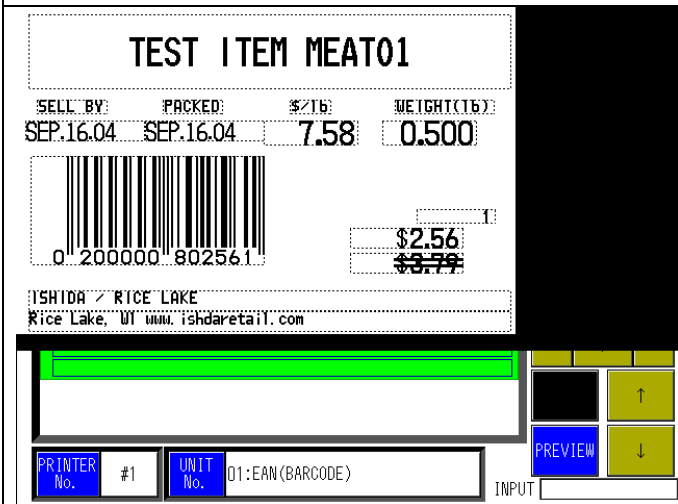 TEST ITEM MEAT01
SELL BY PACKED $/lb WEIGHT(lb)
SEP.16.04 SEP.16.04 7.58 0.500
1
$2.56
$3.79
0 200000 802561
ISHIDA / RICE LAKE
Rice Lake, WI www.ishdaretail.com
↑
PREVIEW ↓
PRINTER No. #1 UNIT No. 01:EAN(BARCODE)
INPUT